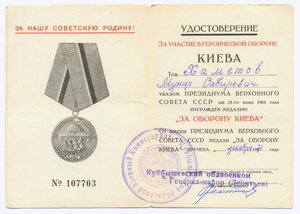 ЗА НАШУ СОВЕТСКУЮ РОДИНУ!
№ 107703
УДОСТОВЕРЕНИЕ
ЗА УЧАСТИЕ В ГЕРОИЧЕСКОЙ ОБОРОНЕ
КИЕВА
Тов. Хаметов
Мунир Сабирович
УКАЗОМ ПРЕЗИДИУМА ВЕРХОВНОГО
СОВЕТА СССР от 21-го июня 1961 года
НАГРАЖДЕН МЕДАЛЬЮ
„ЗА ОБОРОНУ КИЕВА“
От имени ПРЕЗИДИУМА ВЕРХОВНОГО
СОВЕТА СССР МЕДАЛЬ „ЗА ОБОРОНУ
КИЕВА“ ВРУЧЕНА декабря
Куйбышевский облвоенком
Генерал-майор (Леонтьев)